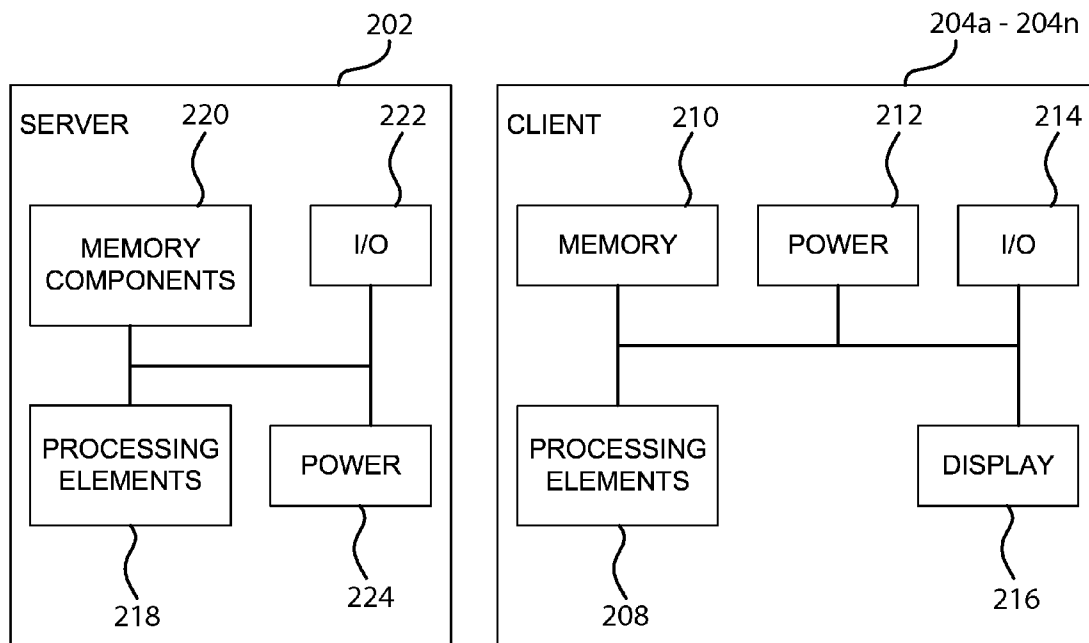 202
204a - 204n
SERVER
220
222
MEMORY
COMPONENTS
I/O
PROCESSING
ELEMENTS
POWER
218
224
CLIENT
210
212
214
MEMORY
POWER
I/O
PROCESSING
ELEMENTS
DISPLAY
208
216